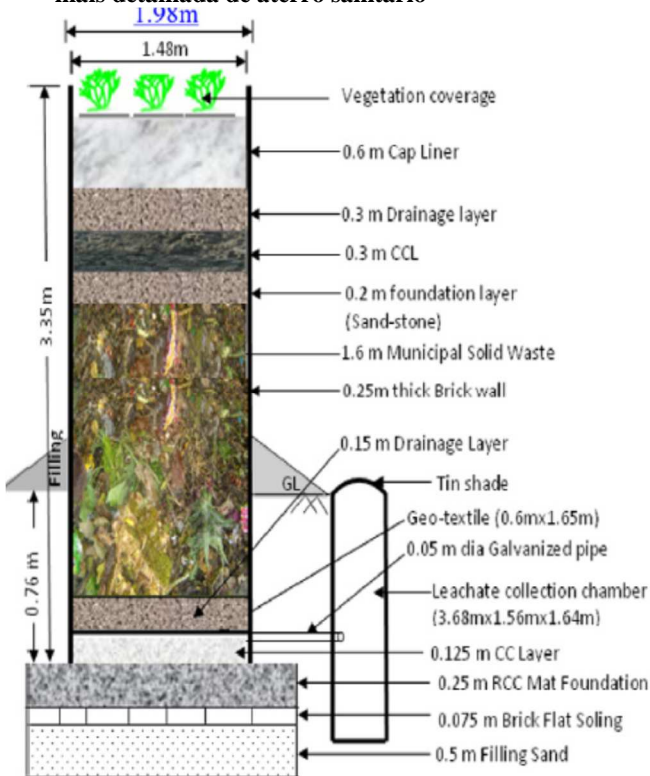 mais detalhada de aterro sanitário
1.98m
1.48m
Vegetation coverage
0.6 m Cap Liner
0.3 m Drainage layer
0.3 m CCL
0.2 m foundation layer
(Sand-stone)
3.35m
1.6 m Municipal Solid Waste
0.25m thick Brick wall
0.15 m Drainage Layer
Filling
GL
Tin shade
Geo-textile (0.6mx1.65m)
0.05 m dia Galvanized pipe
0.76 m
Leachate collection chamber
(3.68mx1.56mx1.64m)
0.125 m CC Layer
0.25 m RCC Mat Foundation
0.075 m Brick Flat Soling
0.5 m Filling Sand